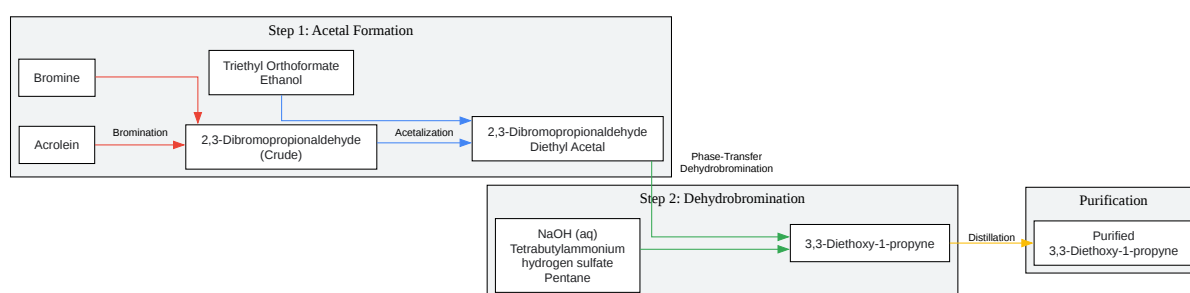 Step 1: Acetal Formation
Bromine
Triethyl Orthoformate
Ethanol
Acrolein
Bromination
2,3-Dibromopropionaldehyde
(Crude)
Acetalization
2,3-Dibromopropionaldehyde
Diethyl Acetal
Phase-Transfer
Dehydrobromination
Step 2: Dehydrobromination
NaOH (aq)
Tetrabutylammonium
hydrogen sulfate
Pentane
3,3-Diethoxy-1-propyne
Distillation
Purification
Purified
3,3-Diethoxy-1-propyne